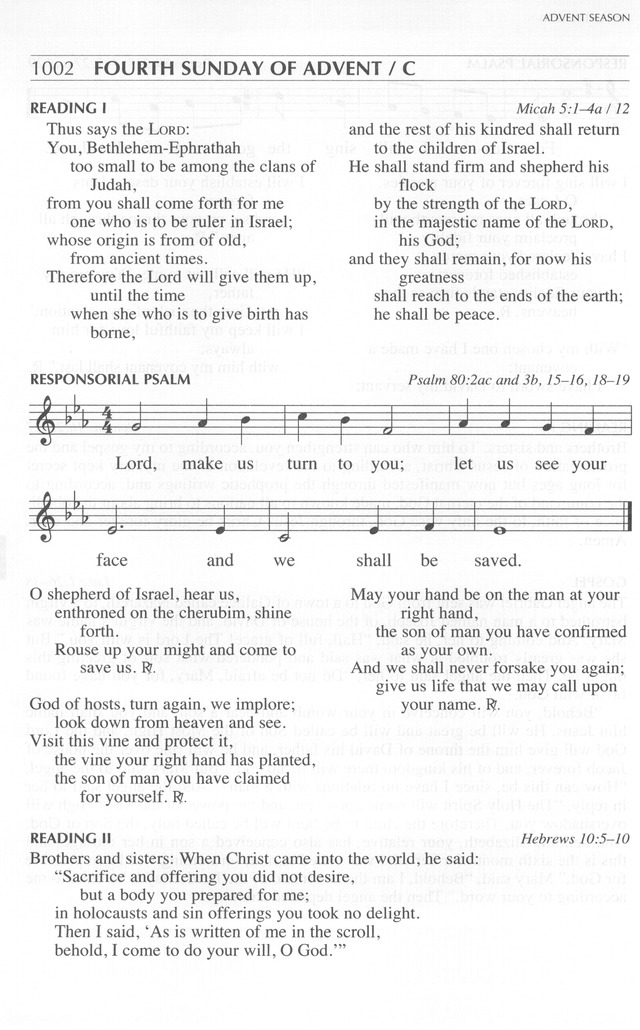 ADVENT SEASON
1002 FOURTH SUNDAY OF ADVENT / C
READING I Micah 5:1–4a / 12
Thus says the LORD:
You, Bethlehem-Ephrathah
too small to be among the clans of
Judah,
from you shall come forth for me
one who is to be ruler in Israel;
whose origin is from of old,
from ancient times.
Therefore the Lord will give them up,
until the time
when she who is to give birth has
borne,
and the rest of his kindred shall return
to the children of Israel.
He shall stand firm and shepherd his
flock
by the strength of the LORD,
in the majestic name of the LORD,
his God;
and they shall remain, for now his
greatness
shall reach to the ends of the earth;
he shall be peace.
RESPONSORIAL PSALM Psalm 80:2ac and 3b, 15–16, 18–19
4
4
Lord, make us turn to you; let us see your
face and we shall be saved.
O shepherd of Israel, hear us,
enthroned on the cherubim, shine
forth.
Rouse up your might and come to
save us. ℟.
God of hosts, turn again, we implore;
look down from heaven and see.
Visit this vine and protect it,
the vine your right hand has planted,
the son of man you have claimed
for yourself. ℟.
May your hand be on the man at your
right hand,
the son of man you have confirmed
as your own.
And we shall never forsake you again;
give us life that we may call upon
your name. ℟.
READING II Hebrews 10:5–10
Brothers and sisters: When Christ came into the world, he said:
“Sacrifice and offering you did not desire,
but a body you prepared for me;
in holocausts and sin offerings you took no delight.
Then I said, ‘As is written of me in the scroll,
behold, I come to do your will, O God.’”